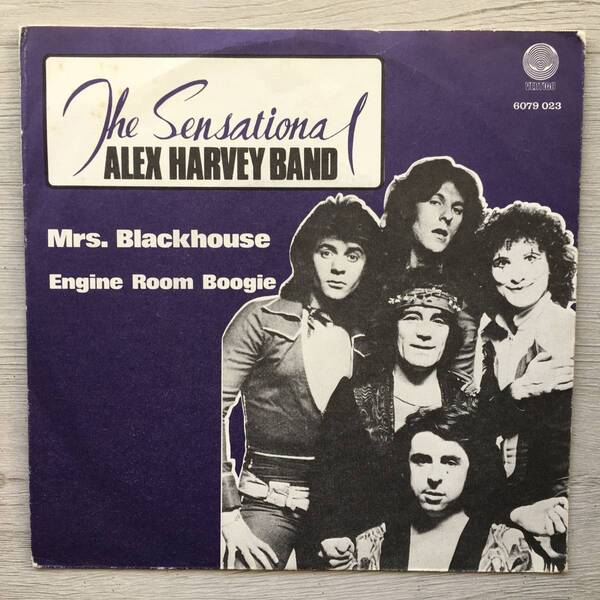 The Sensational
ALEX HARVEY BAND
VERTIGO
6079 023
Mrs. Blackhouse
Engine Room Boogie